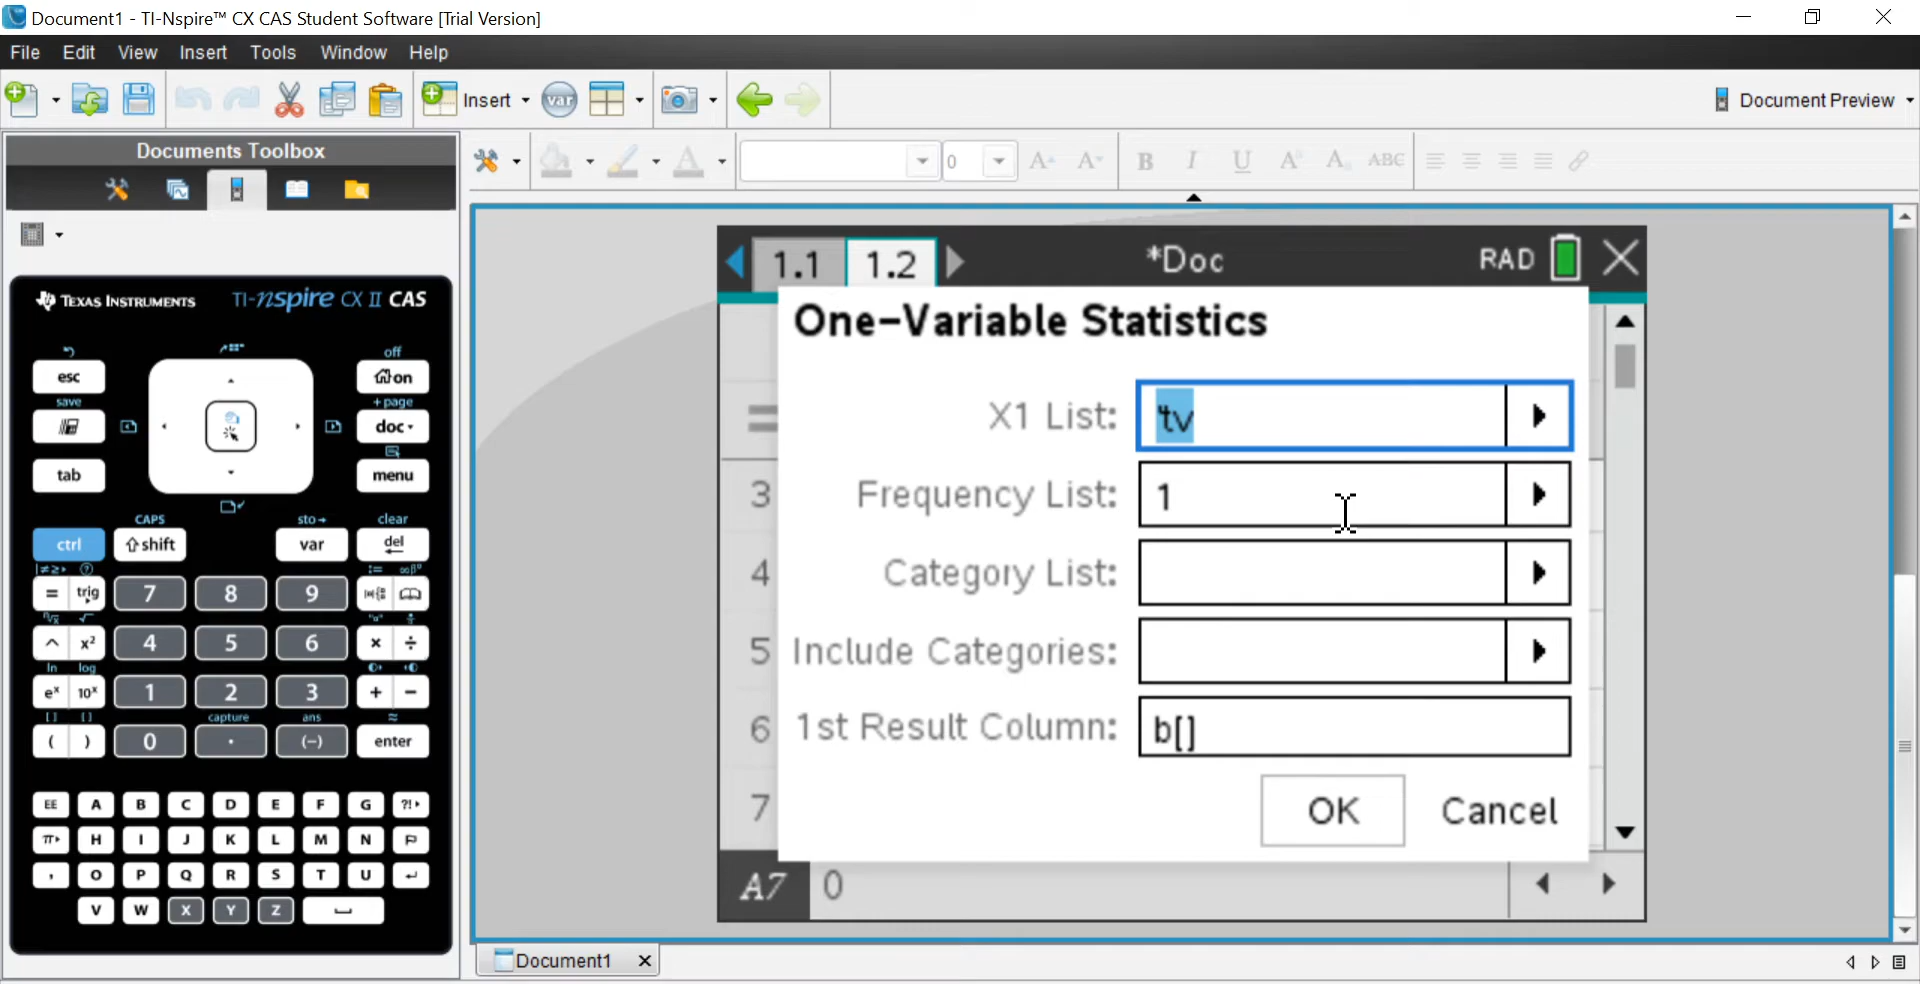 Document1 - TI-Nspire™ CX CAS Student Software [Trial Version]
File Edit View Insert Tools Window Help
Insert var Document Preview
Documents Toolbox
0 A A B I U A A ABC
TEXAS INSTRUMENTS TI-nspire CX II CAS
off
esc on
save +page
doc
tab menu
CAPS sto→ clear
ctrl shift var del
= trig 7 8 9
^ x² 4 5 6 × ÷
ln log
eˣ 10ˣ 1 2 3 + −
[ ] { } capture ans ≈
( ) 0 . (−) enter
EE A B C D E F G ?!
π H I J K L M N
, O P Q R S T U
V W X Y Z
1.1 1.2 *Doc RAD
One-Variable Statistics
=
X1 List: 'tv
3 Frequency List: 1
4 Category List:
5 Include Categories:
6 1st Result Column: b[]
7 OK Cancel
A7 0
Document1